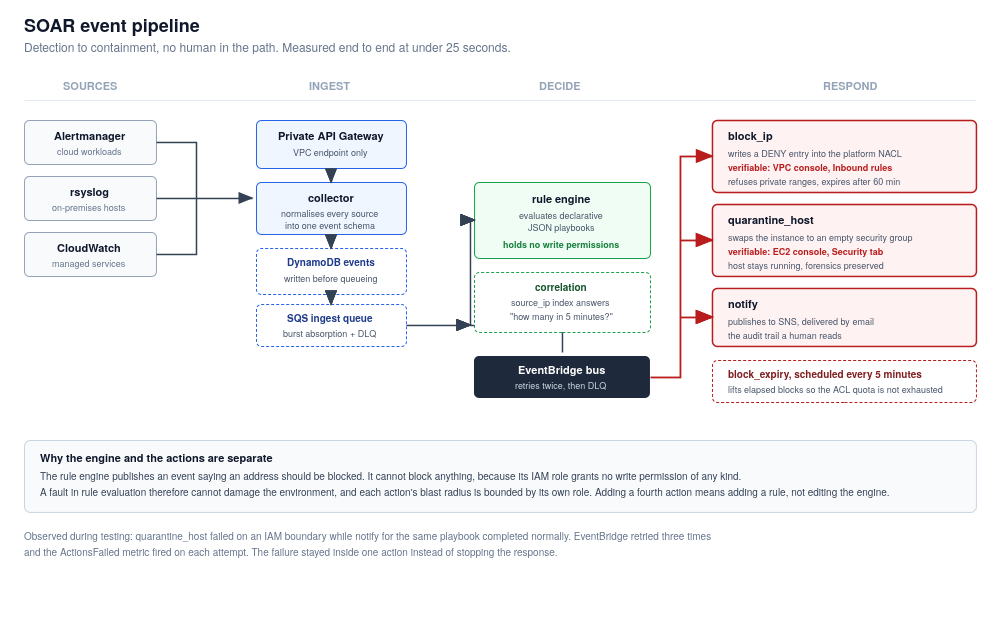 SOAR event pipeline
Detection to containment, no human in the path. Measured end to end at under 25 seconds.
SOURCES
INGEST
DECIDE
RESPOND
Alertmanager
cloud workloads
rsyslog
on-premises hosts
CloudWatch
managed services
Private API Gateway
VPC endpoint only
collector
normalises every source
into one event schema
DynamoDB events
written before queueing
SQS ingest queue
burst absorption + DLQ
rule engine
evaluates declarative
JSON playbooks
holds no write permissions
correlation
source_ip index answers
"how many in 5 minutes?"
EventBridge bus
retries twice, then DLQ
block_ip
writes a DENY entry into the platform NACL
verifiable: VPC console, Inbound rules
refuses private ranges, expires after 60 min
quarantine_host
swaps the instance to an empty security group
verifiable: EC2 console, Security tab
host stays running, forensics preserved
notify
publishes to SNS, delivered by email
the audit trail a human reads
block_expiry, scheduled every 5 minutes
lifts elapsed blocks so the ACL quota is not exhausted
Why the engine and the actions are separate
The rule engine publishes an event saying an address should be blocked. It cannot block anything, because its IAM role grants no write permission of any kind.
A fault in rule evaluation therefore cannot damage the environment, and each action's blast radius is bounded by its own role. Adding a fourth action means adding a rule, not editing the engine.
Observed during testing: quarantine_host failed on an IAM boundary while notify for the same playbook completed normally. EventBridge retried three times
and the ActionsFailed metric fired on each attempt. The failure stayed inside one action instead of stopping the response.